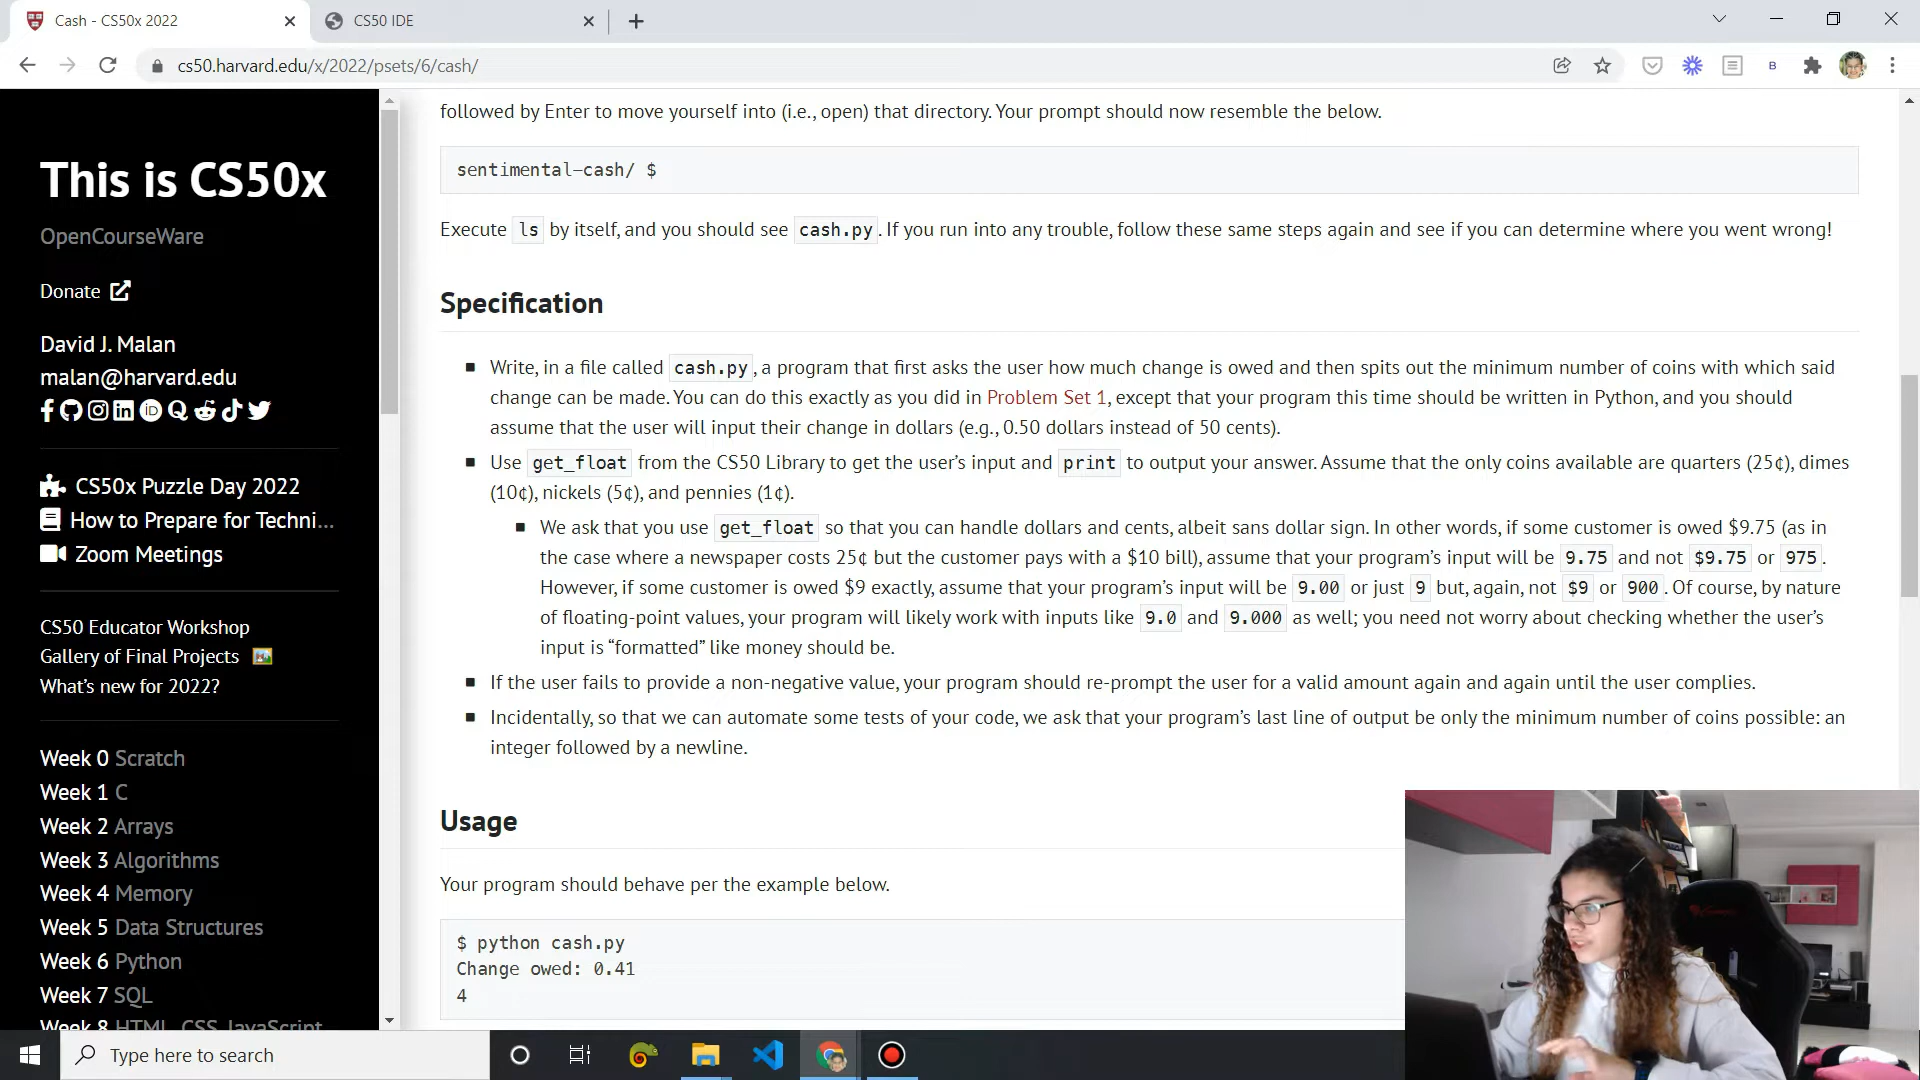 Cash - CS50x 2022
CS50 IDE
cs50.harvard.edu/x/2022/psets/6/cash/
B
This is CS50x
OpenCourseWare
Donate
David J. Malan
malan@harvard.edu
CS50x Puzzle Day 2022
How to Prepare for Techni...
Zoom Meetings
CS50 Educator Workshop
Gallery of Final Projects
What's new for 2022?
Week 0 Scratch
Week 1 C
Week 2 Arrays
Week 3 Algorithms
Week 4 Memory
Week 5 Data Structures
Week 6 Python
Week 7 SQL
Week 8 HTML, CSS, JavaScript
followed by Enter to move yourself into (i.e., open) that directory. Your prompt should now resemble the below.
sentimental-cash/ $
Execute ls by itself, and you should see cash.py. If you run into any trouble, follow these same steps again and see if you can determine where you went wrong!
Specification
Write, in a file called cash.py, a program that first asks the user how much change is owed and then spits out the minimum number of coins with which said
change can be made. You can do this exactly as you did in Problem Set 1, except that your program this time should be written in Python, and you should
assume that the user will input their change in dollars (e.g., 0.50 dollars instead of 50 cents).
Use get_float from the CS50 Library to get the user's input and print to output your answer. Assume that the only coins available are quarters (25¢), dimes
(10¢), nickels (5¢), and pennies (1¢).
We ask that you use get_float so that you can handle dollars and cents, albeit sans dollar sign. In other words, if some customer is owed $9.75 (as in
the case where a newspaper costs 25¢ but the customer pays with a $10 bill), assume that your program's input will be 9.75 and not $9.75 or 975.
However, if some customer is owed $9 exactly, assume that your program's input will be 9.00 or just 9 but, again, not $9 or 900. Of course, by nature
of floating-point values, your program will likely work with inputs like 9.0 and 9.000 as well; you need not worry about checking whether the user's
input is “formatted” like money should be.
If the user fails to provide a non-negative value, your program should re-prompt the user for a valid amount again and again until the user complies.
Incidentally, so that we can automate some tests of your code, we ask that your program's last line of output be only the minimum number of coins possible: an
integer followed by a newline.
Usage
Your program should behave per the example below.
$ python cash.py
Change owed: 0.41
4
Type here to search